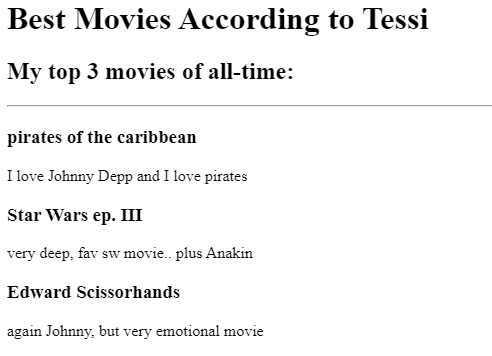 Best Movies According to Tessi
My top 3 movies of all-time:
pirates of the caribbean
I love Johnny Depp and I love pirates
Star Wars ep. III
very deep, fav sw movie.. plus Anakin
Edward Scissorhands
again Johnny, but very emotional movie